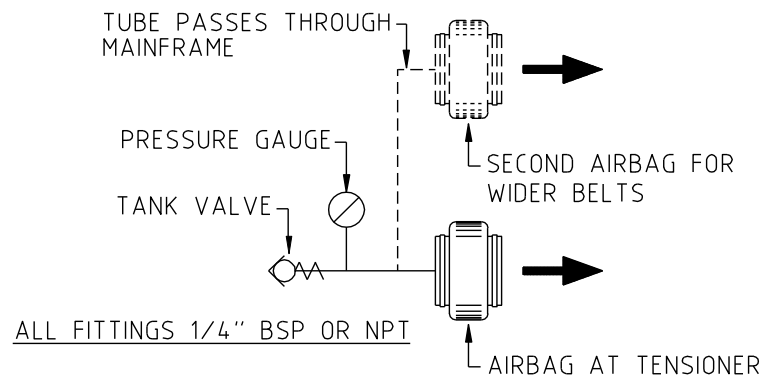 TUBE PASSES THROUGH
MAINFRAME
PRESSURE GAUGE
SECOND AIRBAG FOR
WIDER BELTS
TANK VALVE
ALL FITTINGS 1/4" BSP OR NPT
AIRBAG AT TENSIONER